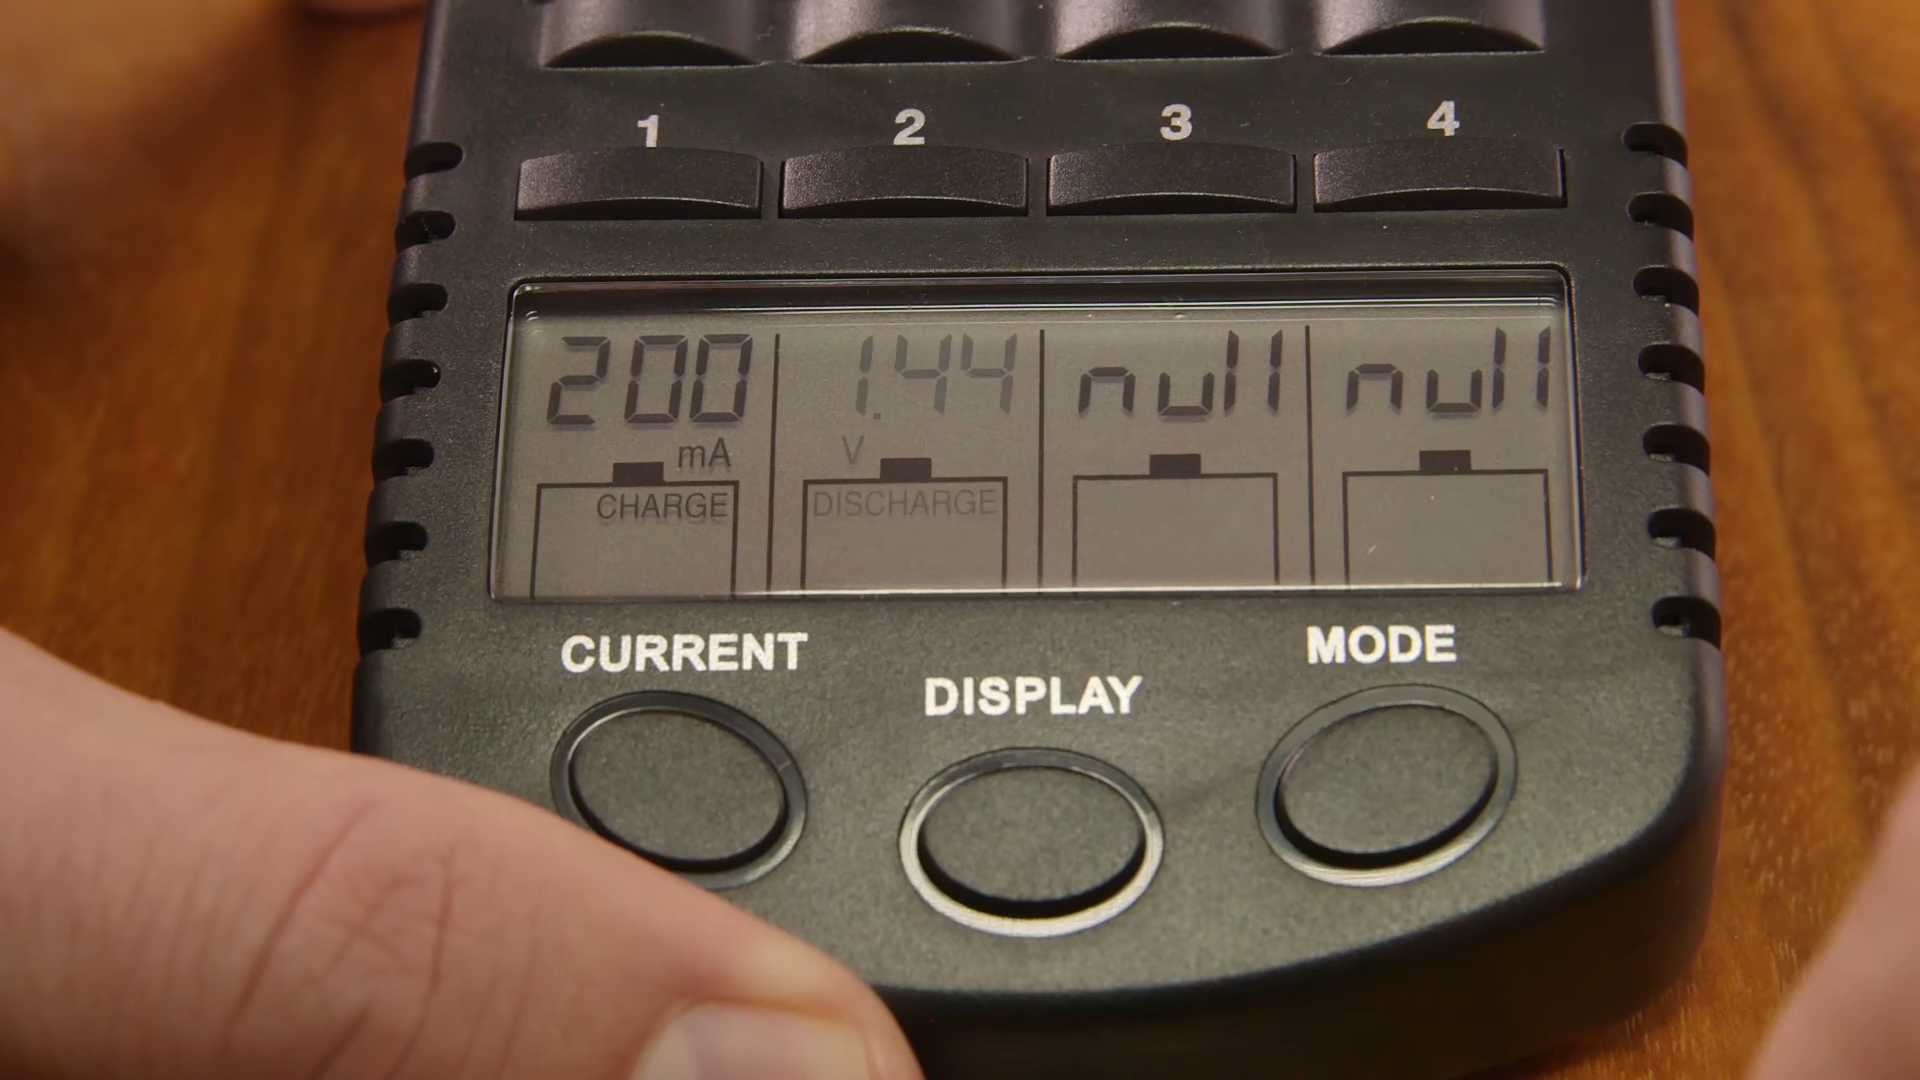 1 2 3 4
200 1.44 null null
mA V
CHARGE DISCHARGE
CURRENT
DISPLAY
MODE